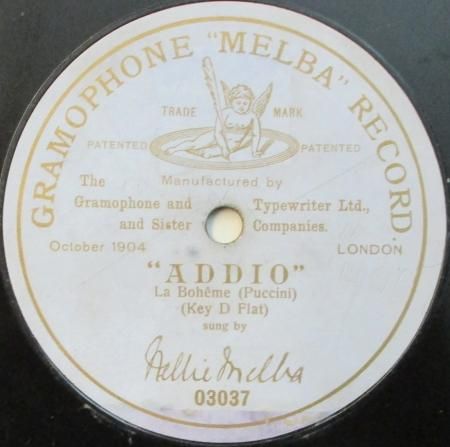 GRAMOPHONE "MELBA" RECORD.
TRADE MARK
PATENTED PATENTED
The Manufactured by
Gramophone and Typewriter Ltd.,
and Sister Companies.
October 1904 LONDON
"ADDIO"
La Bohême (Puccini)
(Key D Flat)
sung by
Nellie Melba
03037